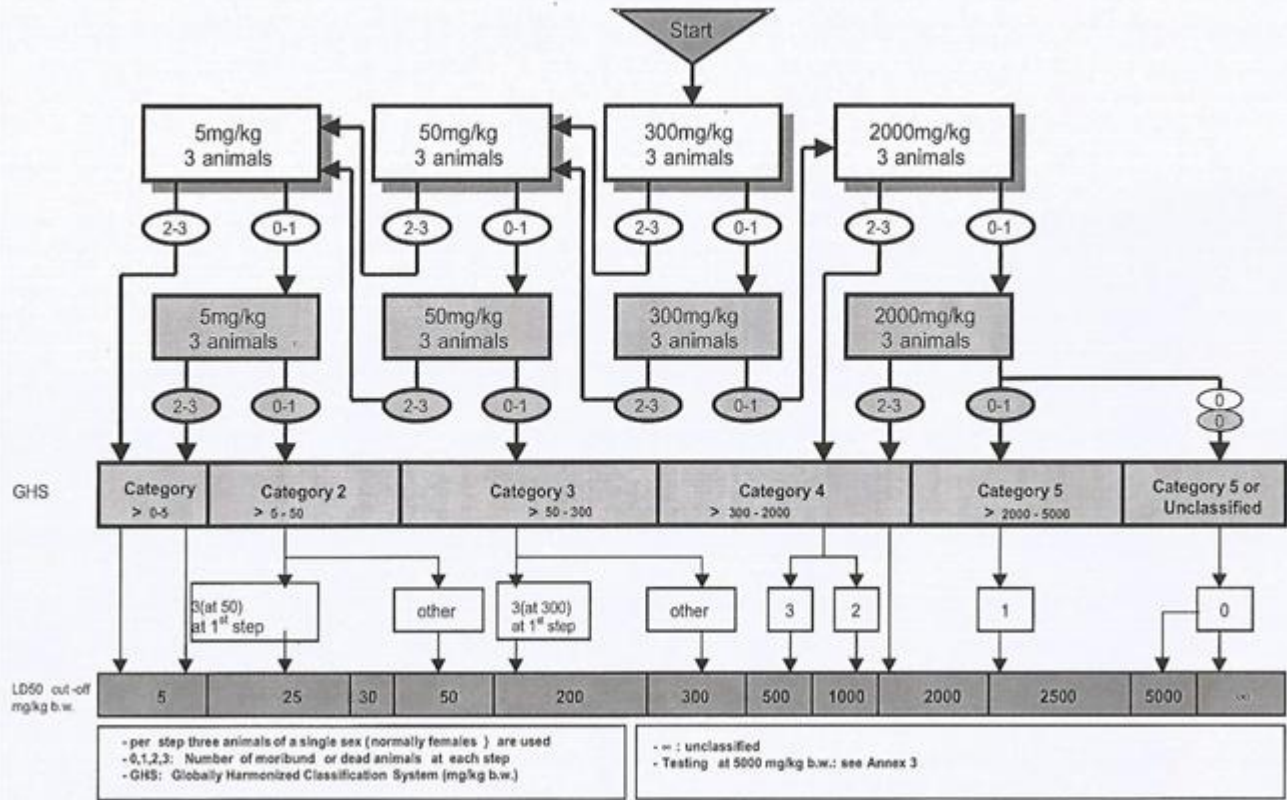 Start
5mg/kg
3 animals
50mg/kg
3 animals
300mg/kg
3 animals
2000mg/kg
3 animals
2-3
0-1
2-3
0-1
2-3
0-1
2-3
0-1
5mg/kg
3 animals
50mg/kg
3 animals
300mg/kg
3 animals
2000mg/kg
3 animals
2-3
0-1
2-3
0-1
2-3
0-1
2-3
0-1
0
0
GHS
Category
> 0-5
Category 2
> 5 - 50
Category 3
> 50 - 300
Category 4
> 300 - 2000
Category 5
> 2000 - 5000
Category 5 or
Unclassified
3(at 50)
at 1st step
other
3(at 300)
at 1st step
other
3
2
1
0
LD50 cut-off
mg/kg b.w.
5
25
30
50
200
300
500
1000
2000
2500
5000
∞
- per step three animals of a single sex (normally females ) are used
- 0,1,2,3: Number of moribund or dead animals at each step
- GHS: Globally Harmonized Classification System (mg/kg b.w.)
- ∞ : unclassified
- Testing at 5000 mg/kg b.w.: see Annex 3